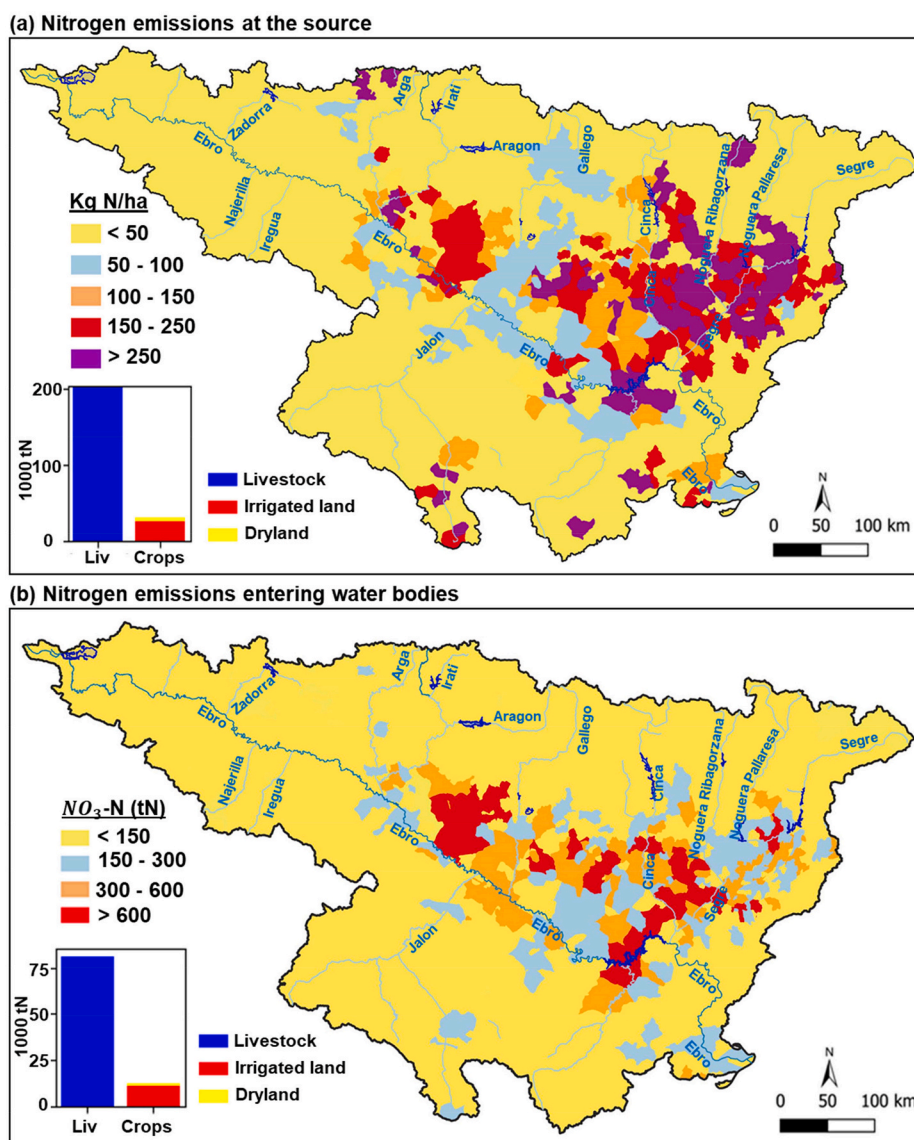 (a) Nitrogen emissions at the source
Arga
Irati
Zadorra
Ebro
Aragon
Gallego
Cinca
Noguera Ribagorzana
Noguera Pallaresa
Segre
Najerilla
Iregua
Ebro
Cinca
Segre
Jalon
Ebro
Ebro
Ebro
Kg N/ha
< 50
50 - 100
100 - 150
150 - 250
> 250
1000 tN
200
100
0
Liv
Crops
Livestock
Irrigated land
Dryland
N
0 50 100 km
(b) Nitrogen emissions entering water bodies
Arga
Irati
Zadorra
Ebro
Aragon
Gallego
Cinca
Noguera Ribagorzana
Noguera Pallaresa
Segre
Najerilla
Iregua
Ebro
Cinca
Segre
Jalon
Ebro
Ebro
Ebro
NO₃-N (tN)
< 150
150 - 300
300 - 600
> 600
1000 tN
75
50
25
0
Liv
Crops
Livestock
Irrigated land
Dryland
N
0 50 100 km